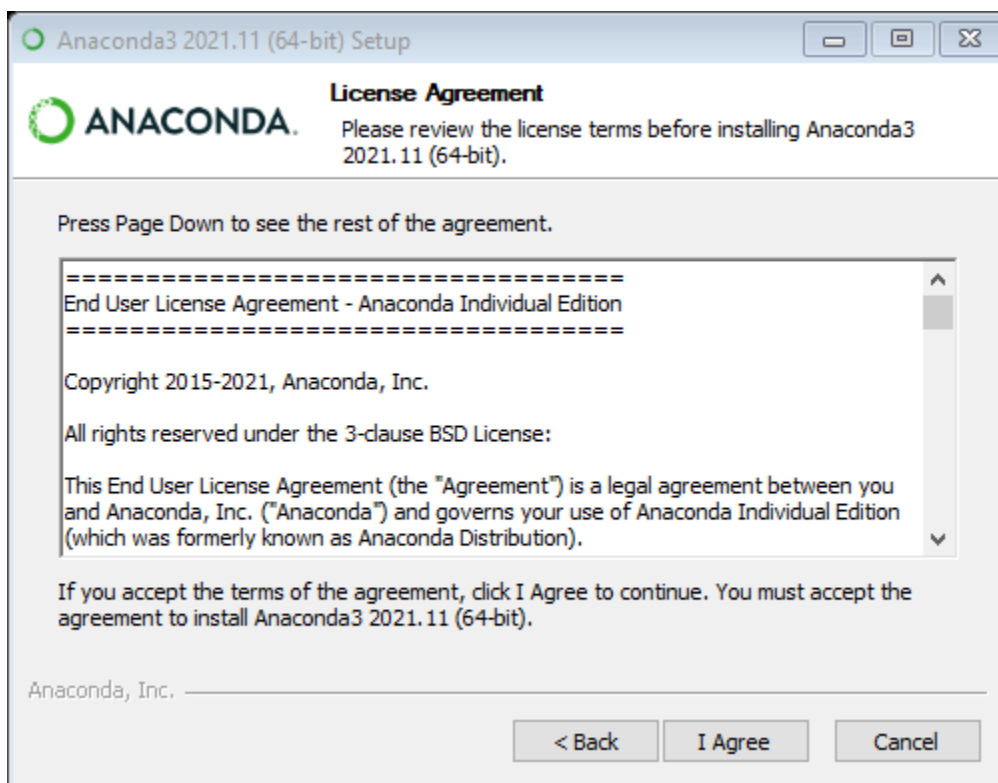 Anaconda3 2021.11 (64-bit) Setup
ANACONDA.
License Agreement
Please review the license terms before installing Anaconda3
2021.11 (64-bit).
Press Page Down to see the rest of the agreement.
===================================
End User License Agreement - Anaconda Individual Edition
===================================
Copyright 2015-2021, Anaconda, Inc.
All rights reserved under the 3-clause BSD License:
This End User License Agreement (the "Agreement") is a legal agreement between you
and Anaconda, Inc. ("Anaconda") and governs your use of Anaconda Individual Edition
(which was formerly known as Anaconda Distribution).
If you accept the terms of the agreement, click I Agree to continue. You must accept the
agreement to install Anaconda3 2021.11 (64-bit).
Anaconda, Inc.
< Back I Agree Cancel